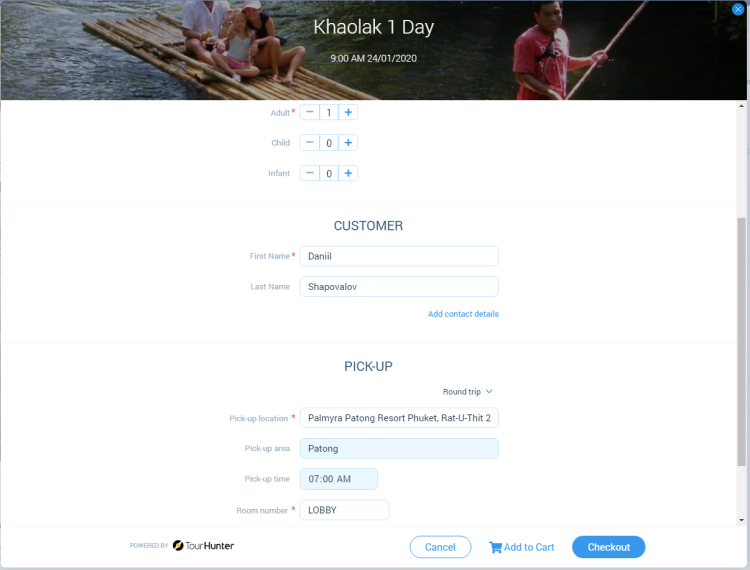 Khaolak 1 Day
9:00 AM 24/01/2020
Adult * − 1 +
Child − 0 +
Infant − 0 +
CUSTOMER
First Name * Daniil
Last Name Shapovalov
Add contact details
PICK-UP
Round trip
Pick-up location * Palmyra Patong Resort Phuket, Rat-U-Thit 2
Pick-up area Patong
Pick-up time 07:00 AM
Room number * LOBBY
POWERED BY TourHunter Cancel Add to Cart Checkout